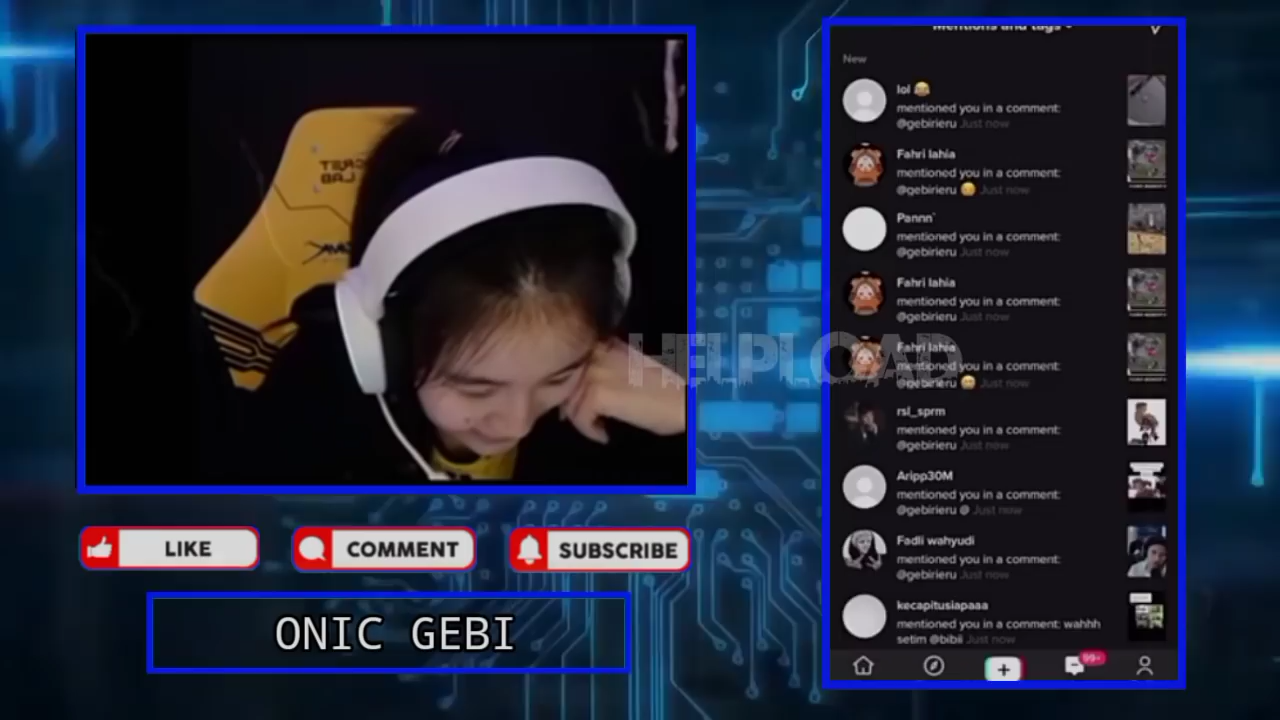 Mentions and tags
New
lol 😂
mentioned you in a comment:
@gebirieru Just now
Fahri lahia
mentioned you in a comment:
@gebirieru 😁 Just now
Pannn`
mentioned you in a comment:
@gebirieru Just now
Fahri lahia
mentioned you in a comment:
@gebirieru Just now
Fahri lahia
mentioned you in a comment:
@gebirieru 😁 Just now
rsl_sprm
mentioned you in a comment:
@gebirieru Just now
Aripp30M
mentioned you in a comment:
@gebirieru @ Just now
Fadli wahyudi
mentioned you in a comment:
@gebirieru Just now
kecapitusiapaaa
mentioned you in a comment: wahhh
setim @bibii Just now
99+
HELPLOAD
LIKE
COMMENT
SUBSCRIBE
ONIC GEBI